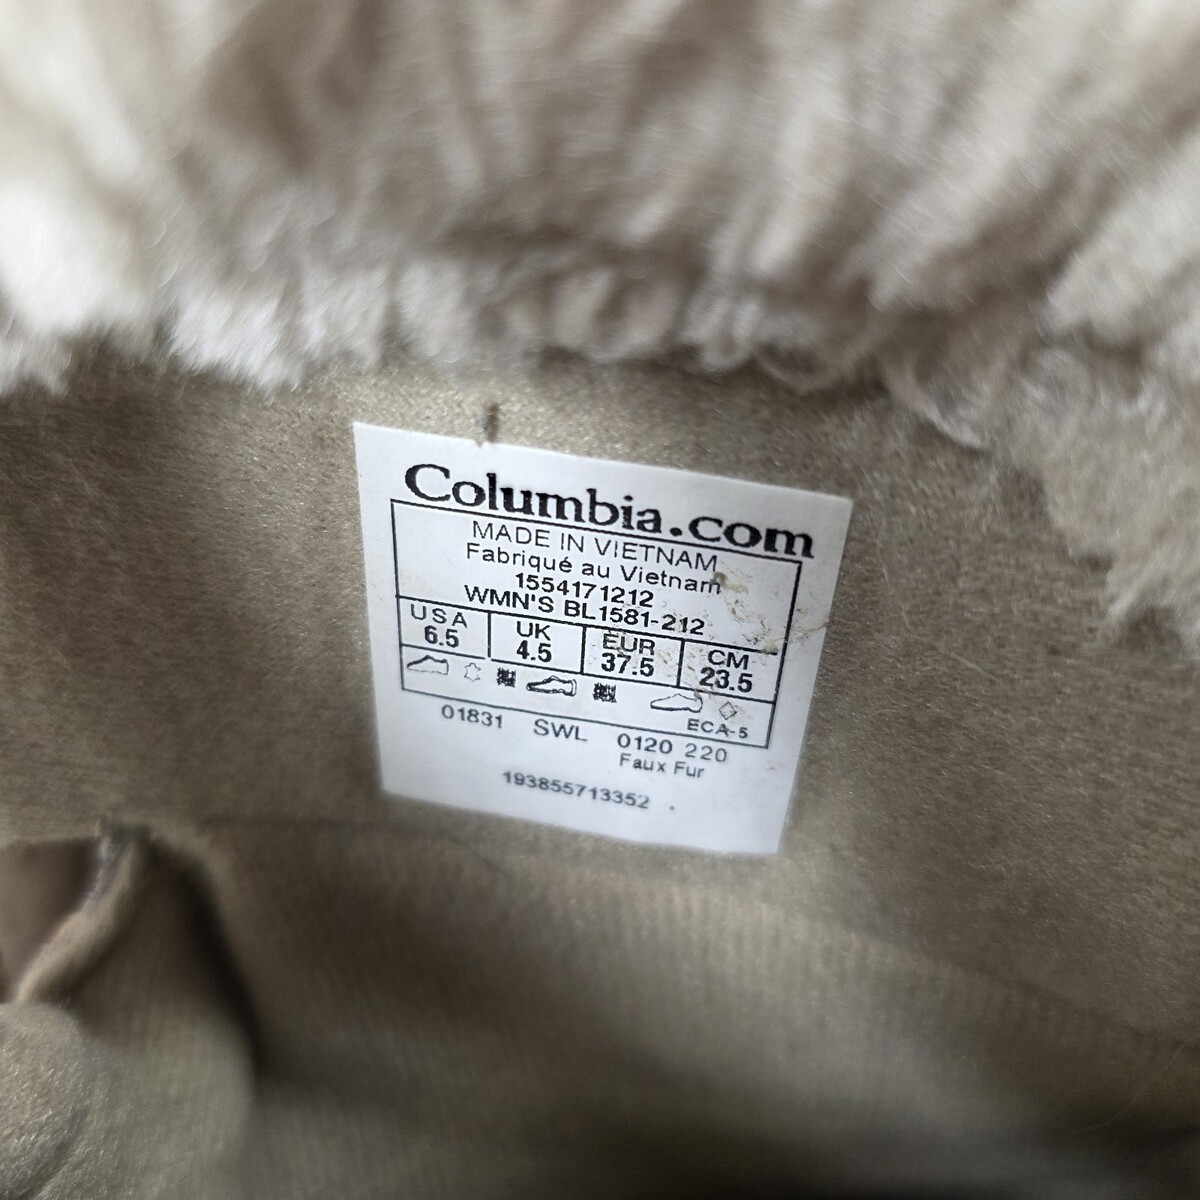 Columbia.com
MADE IN VIETNAM
Fabriqué au Vietnam
1554171212
WMN'S BL1581-212
USA UK EUR CM
6.5 4.5 37.5 23.5
ECA-5
01831 SWL 0120 220
Faux Fur
193855713352